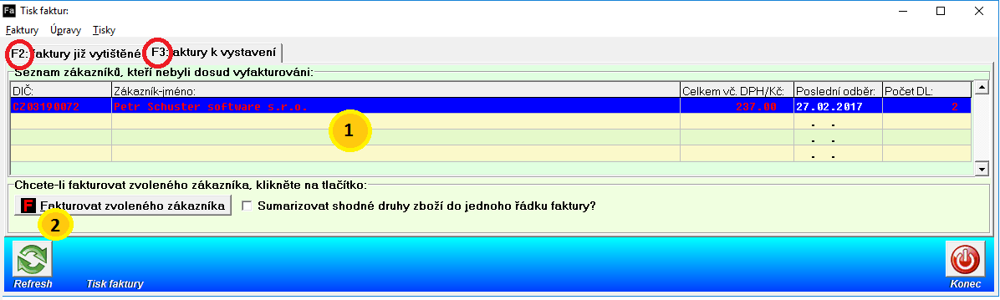 Fa Tisk faktur:
Faktury Úpravy Tisky
F2: faktury již vytištěné F3: faktury k vystavení
Seznam zákazníků, kteří nebyli dosud vyfakturováni:
DIČ: Zákazník-jméno: Celkem vč. DPH/Kč: Poslední odběr: Počet DL:
CZ03190072 Petr Schuster software s.r.o. 237.00 27.02.2017 2
1
. .
. .
. .
Chcete-li fakturovat zvoleného zákazníka, klikněte na tlačítko:
F Fakturovat zvoleného zákazníka Sumarizovat shodné druhy zboží do jednoho řádku faktury?
2
Refresh Tisk faktury Konec